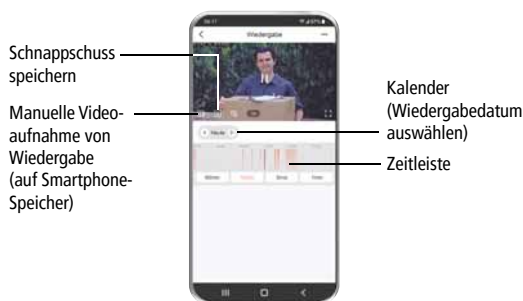 Schnappschuss
speichern
Manuelle Video-
aufnahme von
Wiedergabe
(auf Smartphone-
Speicher)
Wiedergabe
Heute
Kalender
(Wiedergabedatum
auswählen)
Zeitleiste